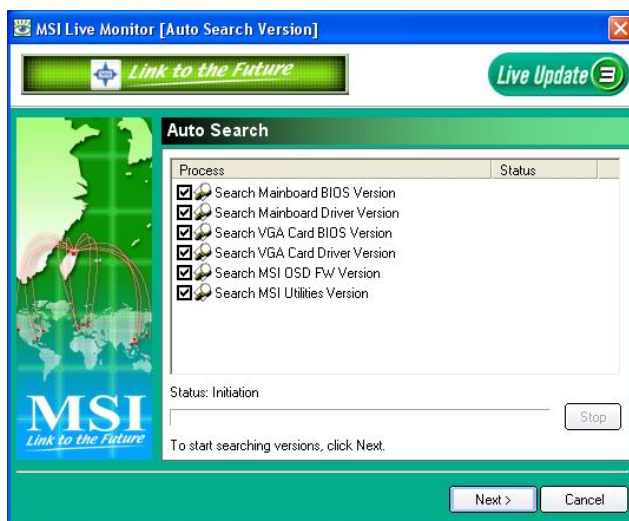 MSI Live Monitor [Auto Search Version]
Link to the Future
Live Update 3
Auto Search
Process Status
Search Mainboard BIOS Version
Search Mainboard Driver Version
Search VGA Card BIOS Version
Search VGA Card Driver Version
Search MSI OSD FW Version
Search MSI Utilities Version
Status: Initiation
Stop
To start searching versions, click Next.
MSI
Link to the Future
Next >
Cancel